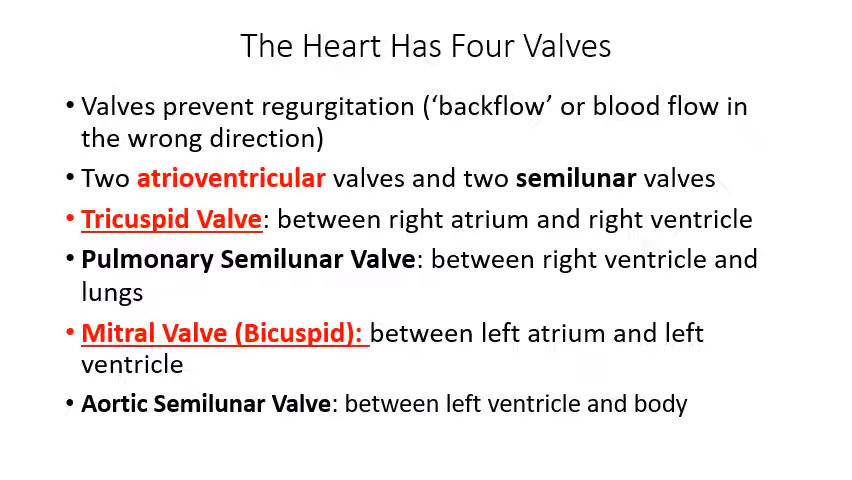 The Heart Has Four Valves
• Valves prevent regurgitation (‘backflow’ or blood flow in
the wrong direction)
• Two atrioventricular valves and two semilunar valves
• Tricuspid Valve: between right atrium and right ventricle
• Pulmonary Semilunar Valve: between right ventricle and
lungs
• Mitral Valve (Bicuspid): between left atrium and left
ventricle
• Aortic Semilunar Valve: between left ventricle and body